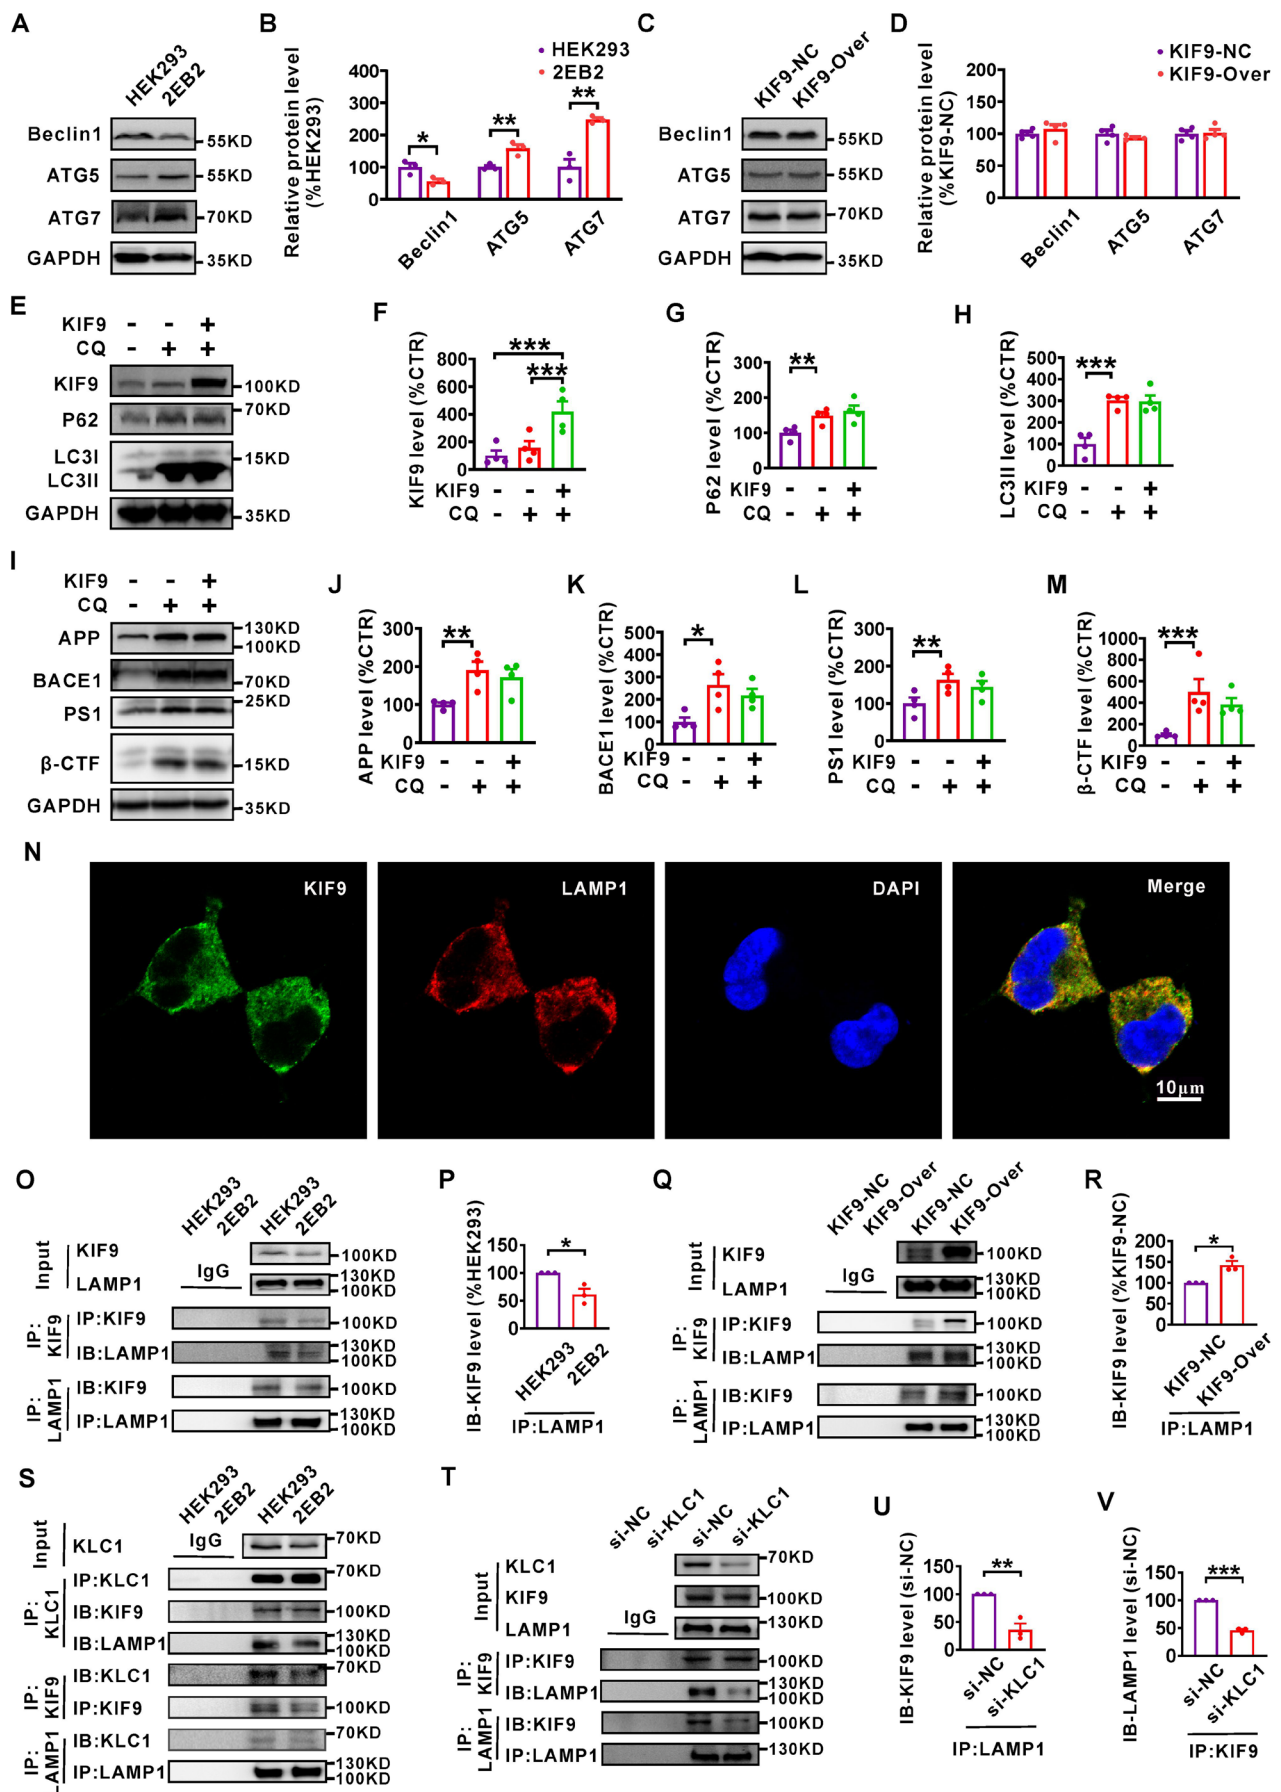 A
HEK293
2EB2
Beclin1
55KD
ATG5
55KD
ATG7
70KD
GAPDH
35KD
B
HEK293
2EB2
Relative protein level
(%HEK293)
400
300
200
100
0
*
**
**
Beclin1
ATG5
ATG7
C
KIF9-NC
KIF9-Over
Beclin1
55KD
ATG5
55KD
ATG7
70KD
GAPDH
35KD
D
KIF9-NC
KIF9-Over
Relative protein level
(%KIF9-NC)
200
150
100
50
0
Beclin1
ATG5
ATG7
E
KIF9 - - +
CQ - + +
KIF9
100KD
P62
70KD
LC3I
15KD
LC3II
GAPDH
35KD
F
KIF9 level (%CTR)
800
600
400
200
0
***
***
KIF9 - - +
CQ - + +
G
P62 level (%CTR)
300
200
100
0
**
KIF9 - - +
CQ - + +
H
LC3II level (%CTR)
500
400
300
200
100
0
***
KIF9 - - +
CQ - + +
I
KIF9 - - +
CQ - + +
APP
130KD
100KD
BACE1
70KD
PS1
25KD
β-CTF
15KD
GAPDH
35KD
J
APP level (%CTR)
300
200
100
0
**
KIF9 - - +
CQ - + +
K
BACE1 level (%CTR)
500
400
300
200
100
0
*
KIF9 - - +
CQ - + +
L
PS1 level (%CTR)
300
200
100
0
**
KIF9 - - +
CQ - + +
M
β-CTF level (%CTR)
1000
800
600
400
200
0
***
KIF9 - - +
CQ - + +
N
KIF9
LAMP1
DAPI
Merge
10μm
O
HEK293
2EB2
HEK293
2EB2
Input
KIF9
100KD
LAMP1
IgG
130KD
100KD
IP:
KIF9
IP:KIF9
100KD
IB:LAMP1
130KD
100KD
IP:
LAMP1
IB:KIF9
100KD
IP:LAMP1
130KD
100KD
P
IB-KIF9 level (%HEK293)
150
100
50
0
*
HEK293
2EB2
IP:LAMP1
Q
KIF9-NC
KIF9-Over
KIF9-NC
KIF9-Over
Input
KIF9
100KD
LAMP1
IgG
130KD
100KD
IP:
KIF9
IP:KIF9
100KD
IB:LAMP1
130KD
100KD
IP:
LAMP1
IB:KIF9
100KD
IP:LAMP1
130KD
100KD
R
IB-KIF9 level (%KIF9-NC)
200
150
100
50
0
*
KIF9-NC
KIF9-Over
IP:LAMP1
S
HEK293
2EB2
HEK293
2EB2
Input
KLC1
IgG
70KD
IP:
KLC1
IP:KLC1
70KD
IB:KIF9
100KD
IB:LAMP1
130KD
100KD
IP:
KIF9
IB:KLC1
70KD
IP:KIF9
100KD
IP:
LAMP1
IB:KLC1
70KD
IP:LAMP1
130KD
100KD
T
si-NC
si-KLC1
si-NC
si-KLC1
Input
KLC1
70KD
KIF9
100KD
LAMP1
IgG
130KD
IP:
KIF9
IP:KIF9
100KD
IB:LAMP1
130KD
100KD
IP:
LAMP1
IB:KIF9
100KD
IP:LAMP1
130KD
U
IB-KIF9 level (si-NC)
150
100
50
0
**
si-NC
si-KLC1
IP:LAMP1
V
IB-LAMP1 level (si-NC)
150
100
50
0
***
si-NC
si-KLC1
IP:KIF9